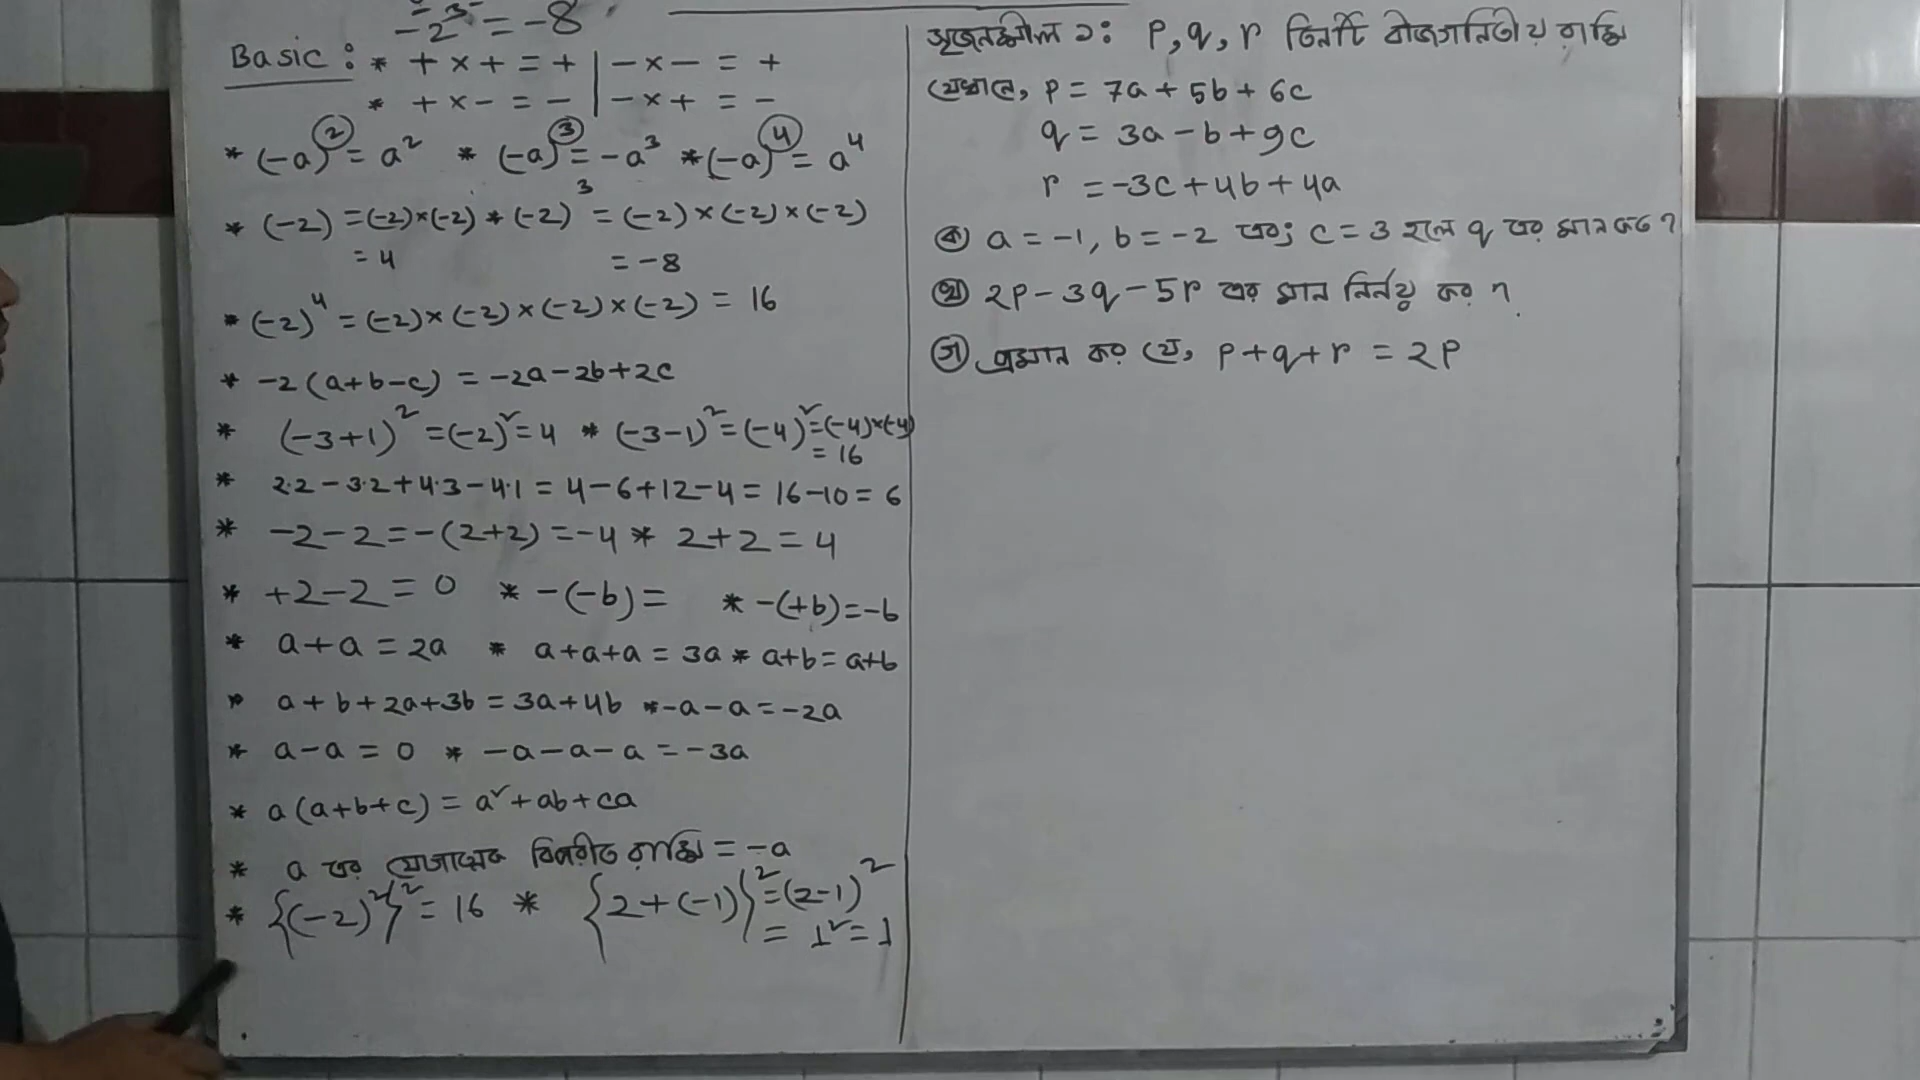 -2³ = -8
Basic : * + × + = + | - × - = +
* + × - = - | - × + = -
* (-a)² = a² * (-a)³ = -a³ * (-a)⁴ = a⁴
* (-2) = (-2)×(-2) * (-2)³ = (-2)×(-2)×(-2)
= 4 = -8
* (-2)⁴ = (-2)×(-2)×(-2)×(-2) = 16
* -2(a+b-c) = -2a-2b+2c
* (-3+1)² = (-2)² = 4 * (-3-1)² = (-4)² = (-4)×(-4)
= 16
* 2.2-3.2+4.3-4.1 = 4-6+12-4 = 16-10 = 6
* -2-2 = -(2+2) = -4 * 2+2 = 4
* +2-2 = 0 * -(-b) = * -(+b) = -b
* a+a = 2a * a+a+a = 3a * a+b = a+b
* a+b+2a+3b = 3a+4b * -a-a = -2a
* a-a = 0 * -a-a-a = -3a
* a(a+b+c) = a²+ab+ca
* a এর যোগাত্মক বিপরীত রাশি = -a
* {(-2)²}² = 16 * {2+(-1)}² = (2-1)²
= 1² = 1
সৃজনশীল ১: p, q, r তিনটি বীজগনিতীয় রাশি
যেখানে, p = 7a + 5b + 6c
q = 3a - b + 9c
r = -3c + 4b + 4a
ক a = -1, b = -2 এবং c = 3 হলে q এর মান কত?
খ 2p - 3q - 5r এর মান নির্নয় কর ?
গ প্রমান কর যে, p+q+r = 2p